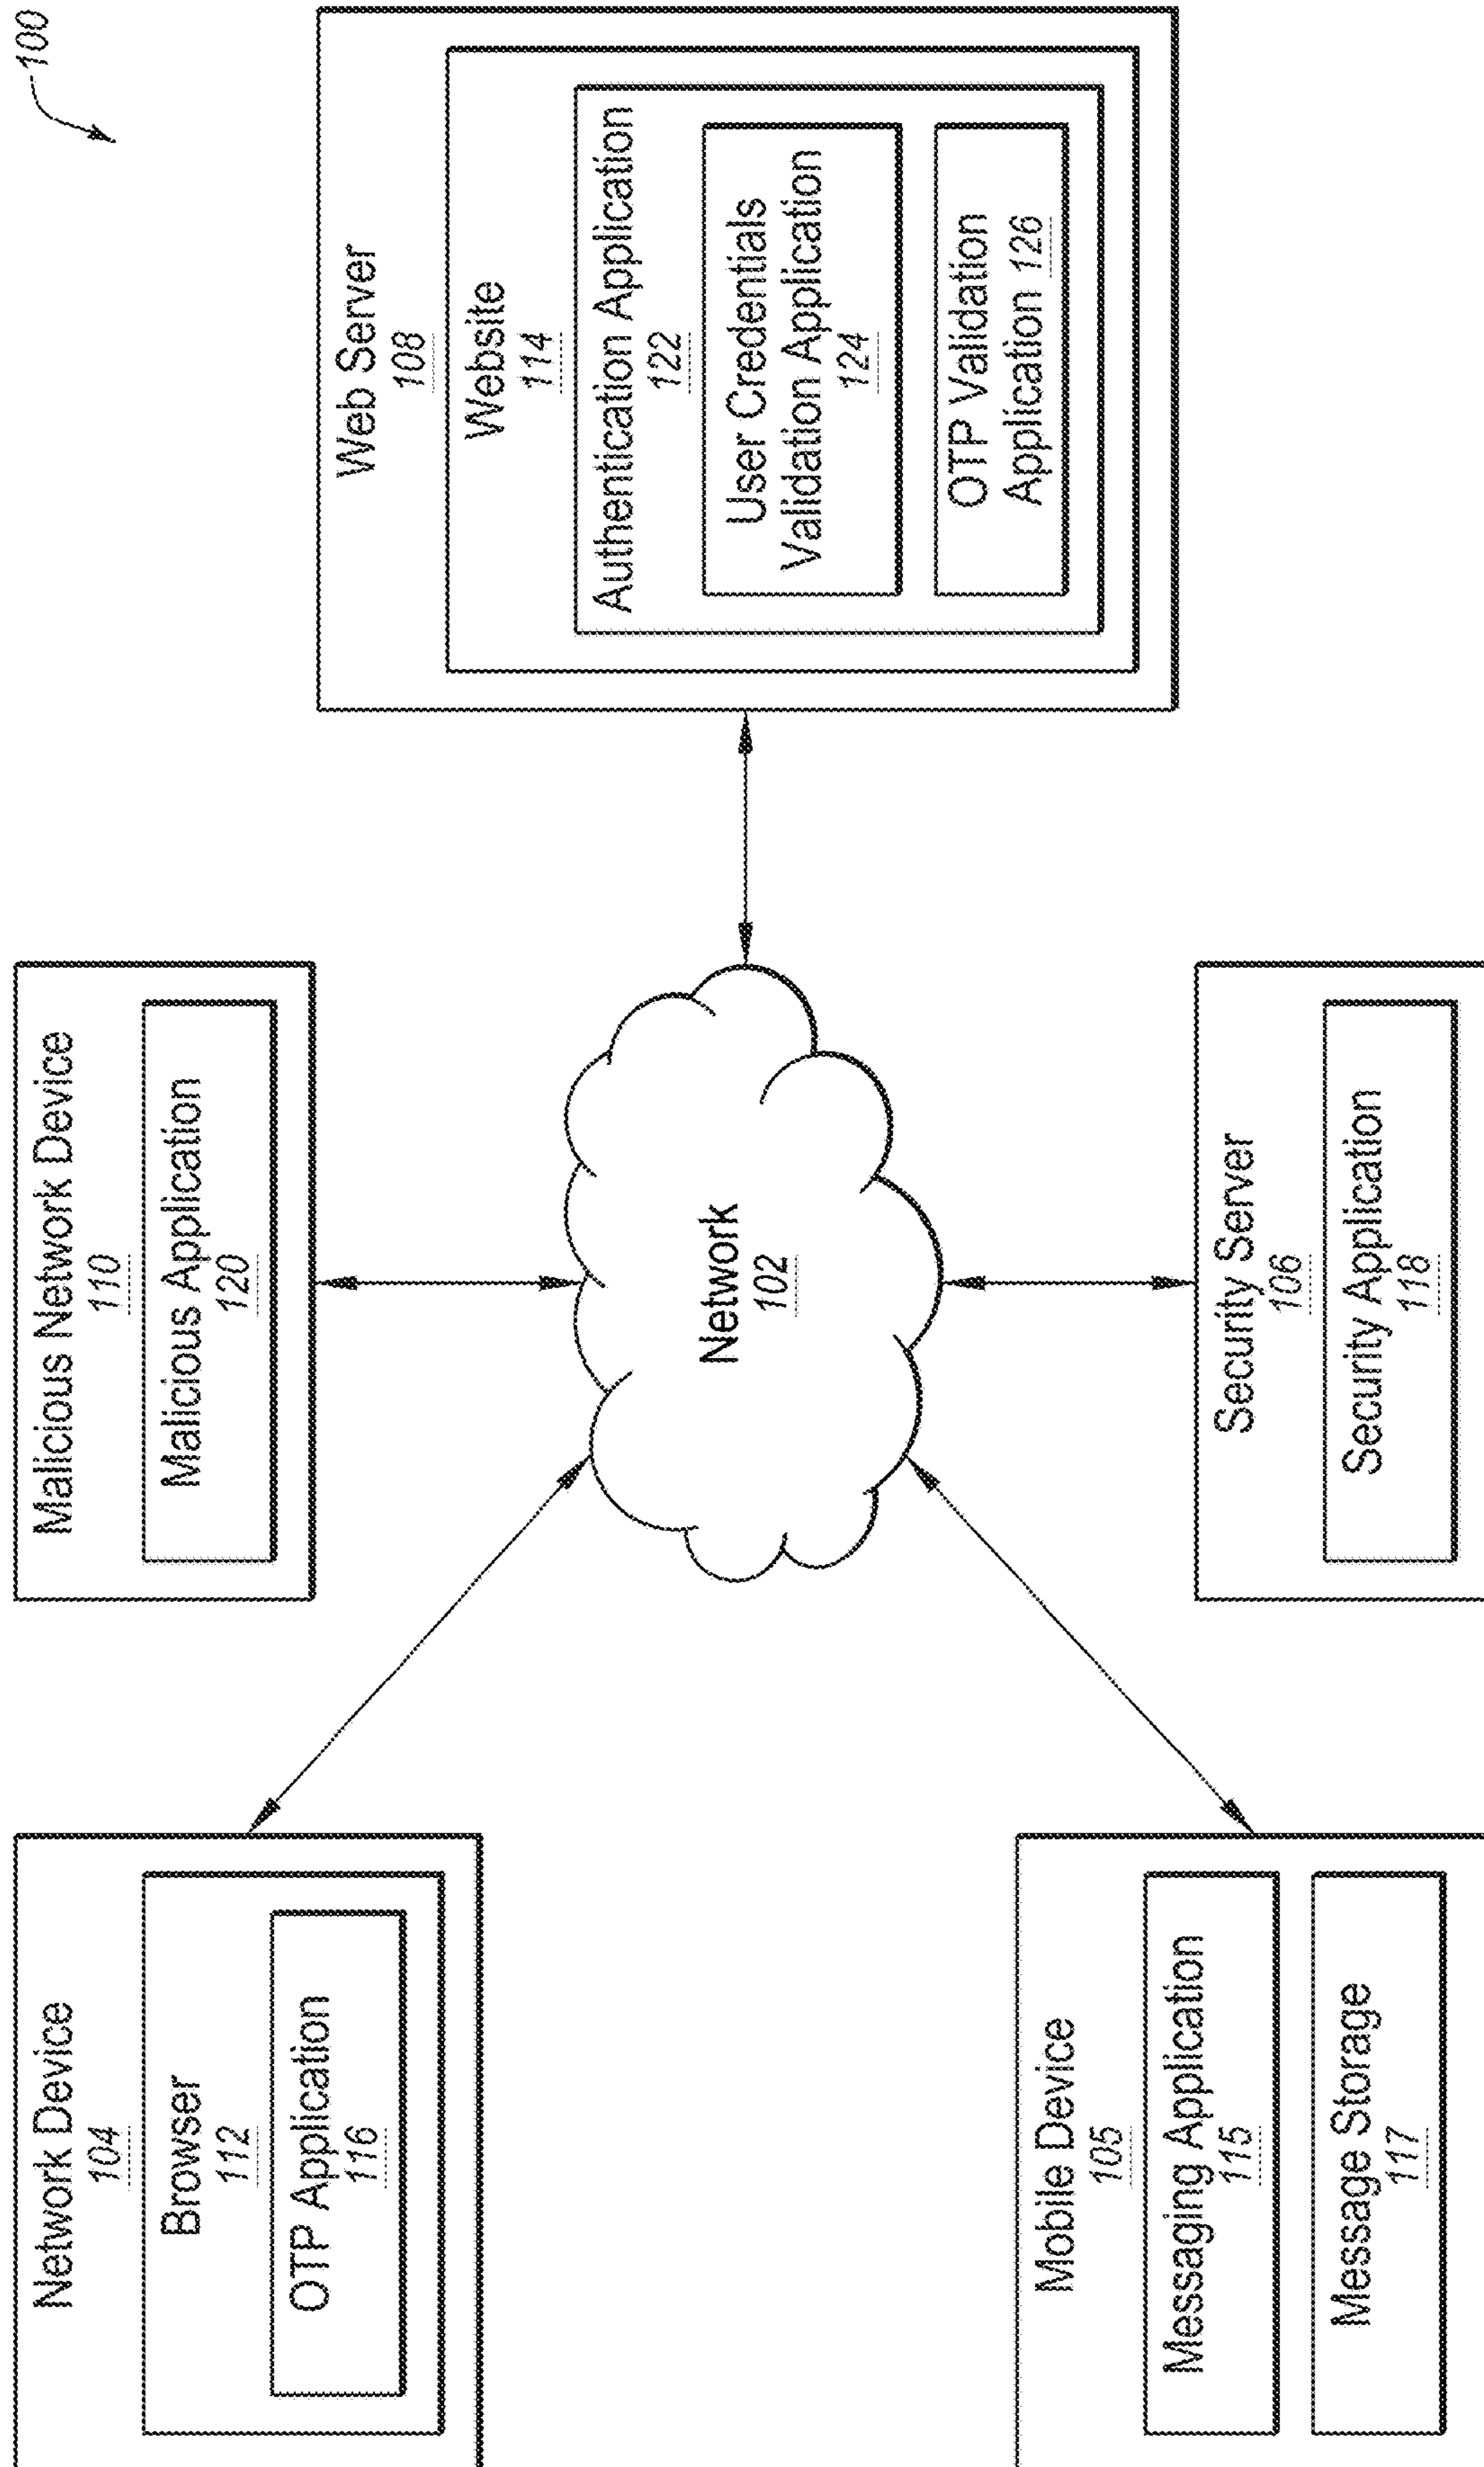 100
Network Device
104
Browser
112
OTP Application
116
Malicious Network Device
110
Malicious Application
120
Web Server
108
Website
114
Authentication Application
122
User Credentials
Validation Application
124
OTP Validation
Application 126
Network
102
Mobile Device
105
Messaging Application
115
Message Storage
117
Security Server
106
Security Application
118